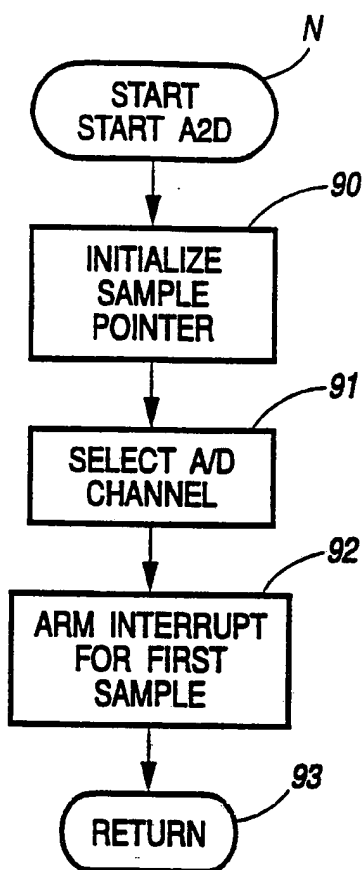 N
START
START A2D
90
INITIALIZE
SAMPLE
POINTER
91
SELECT A/D
CHANNEL
92
ARM INTERRUPT
FOR FIRST
SAMPLE
93
RETURN